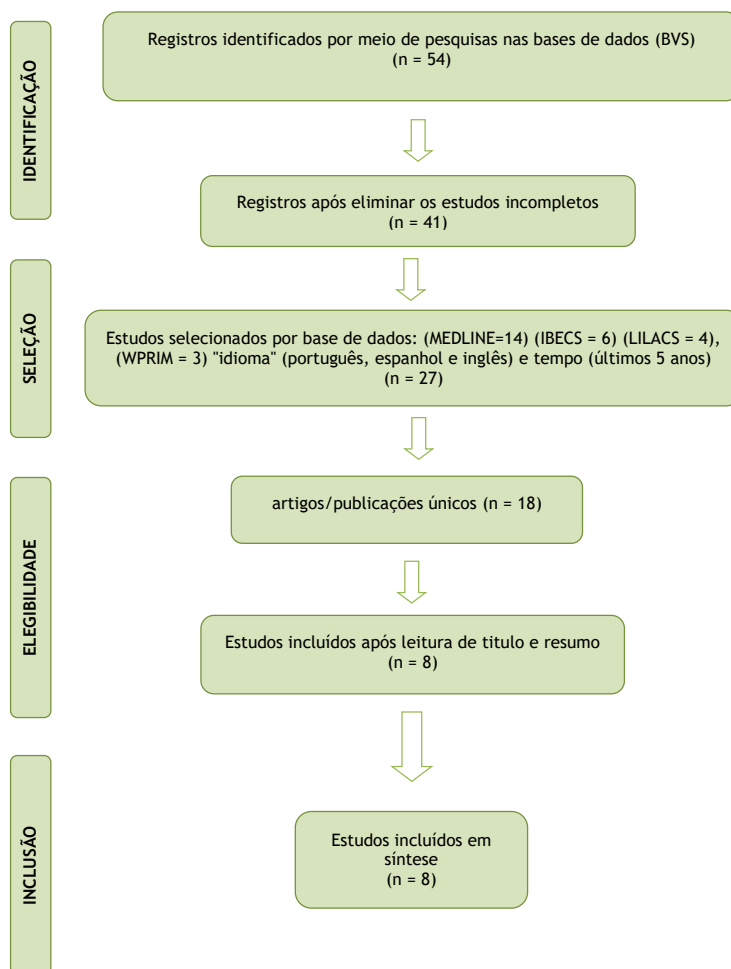 IDENTIFICAÇÃO
Registros identificados por meio de pesquisas nas bases de dados (BVS)
(n = 54)
Registros após eliminar os estudos incompletos
(n = 41)
SELEÇÃO
Estudos selecionados por base de dados: (MEDLINE=14) (IBECS = 6) (LILACS = 4),
(WPRIM = 3) "idioma" (português, espanhol e inglês) e tempo (últimos 5 anos)
(n = 27)
ELEGIBILIDADE
artigos/publicações únicos (n = 18)
Estudos incluídos após leitura de titulo e resumo
(n = 8)
INCLUSÃO
Estudos incluídos em
síntese
(n = 8)